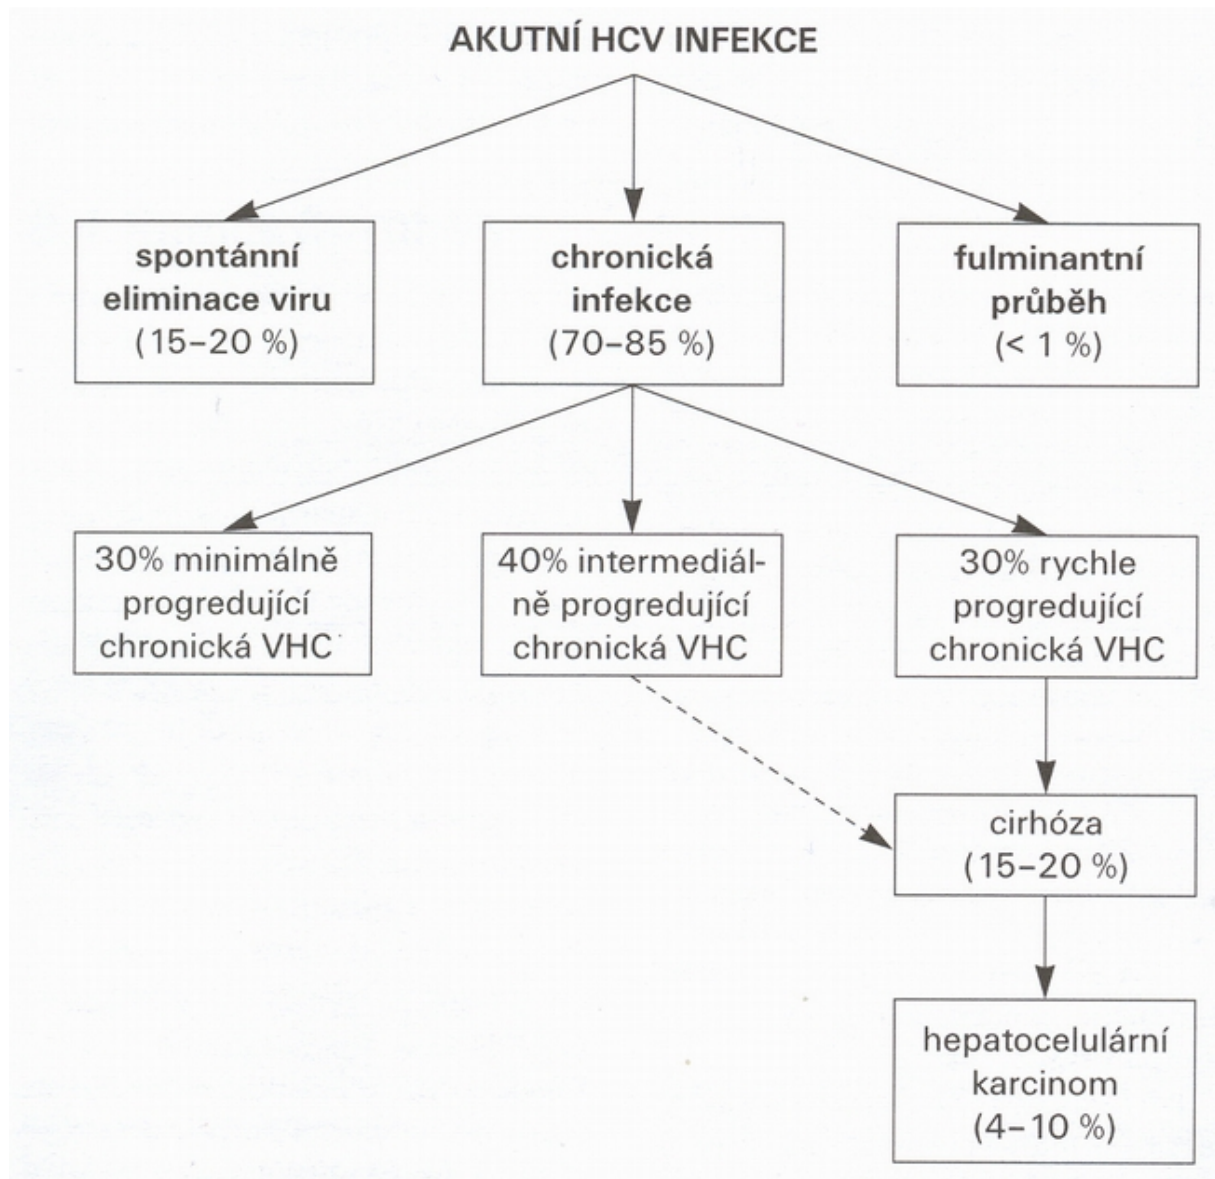 AKUTNÍ HCV INFEKCE
spontánní
eliminace viru
(15–20 %)
chronická
infekce
(70–85 %)
fulminantní
průběh
(< 1 %)
30% minimálně
progredující
chronická VHC
40% intermediál-
ně progredující
chronická VHC
30% rychle
progredující
chronická VHC
cirhóza
(15–20 %)
hepatocelulární
karcinom
(4–10 %)